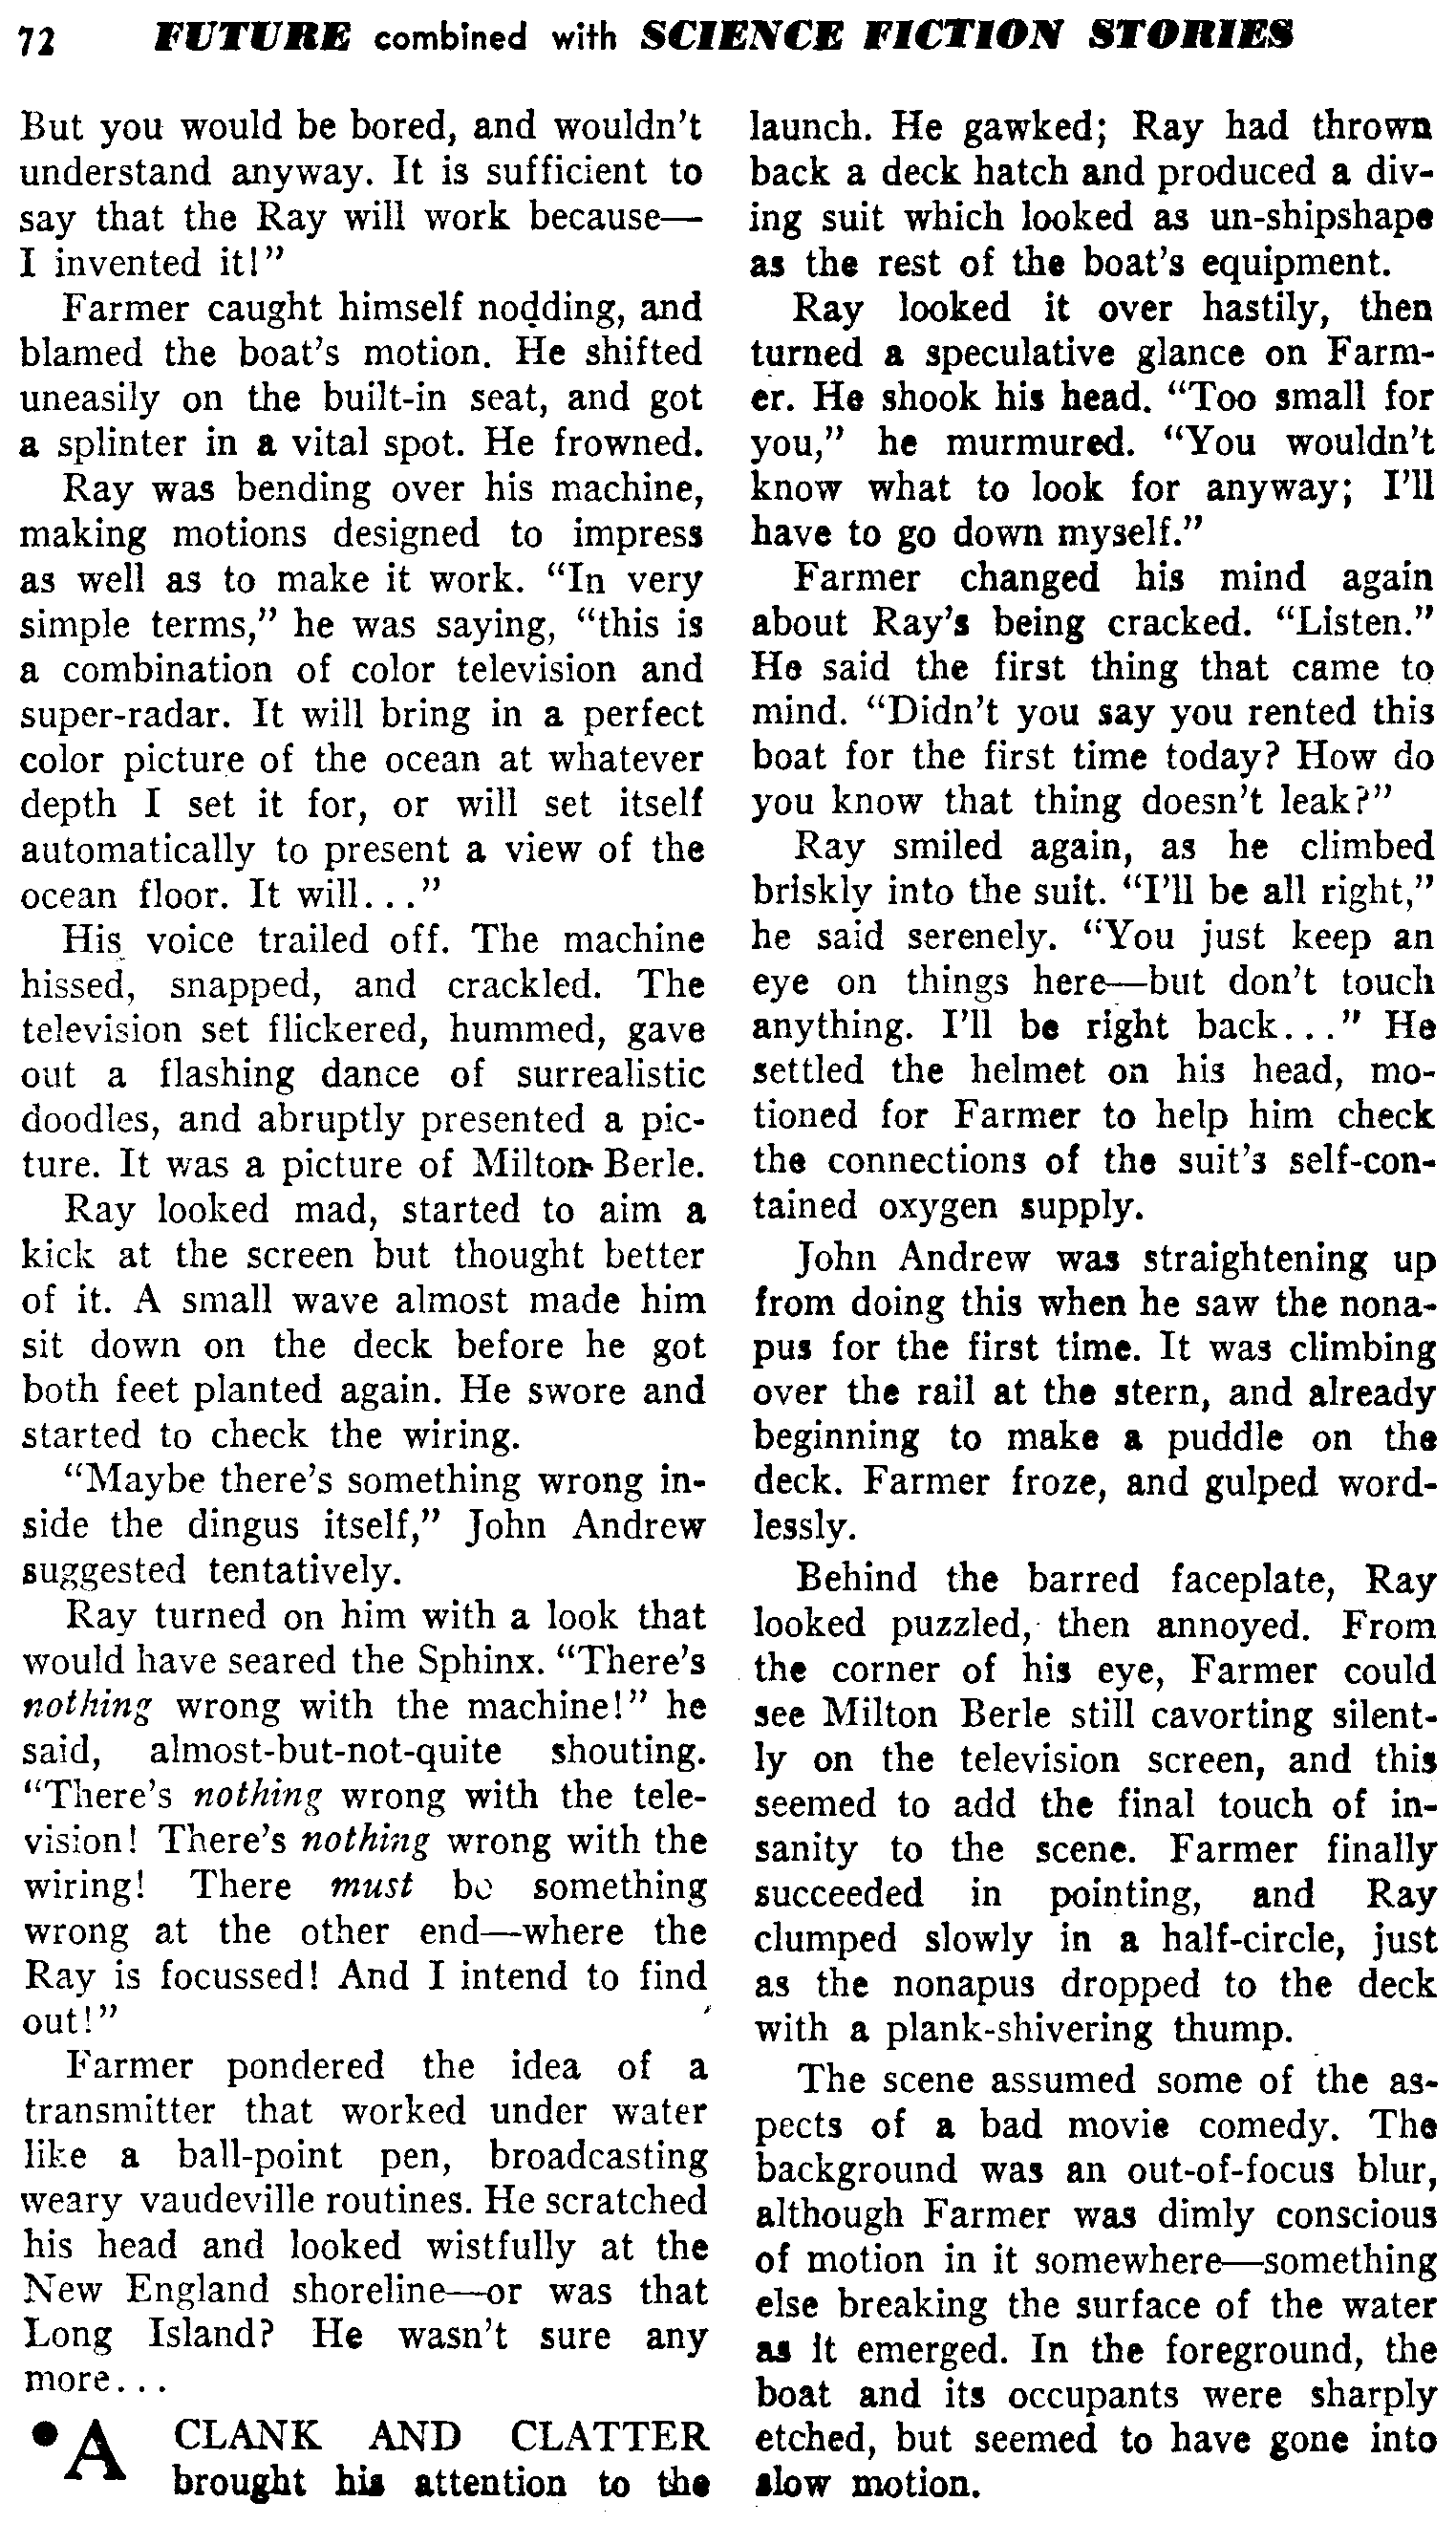 72 FUTURE combined with SCIENCE FICTION STORIES
But you would be bored, and wouldn't
understand anyway. It is sufficient to
say that the Ray will work because—
I invented it!"
Farmer caught himself nodding, and
blamed the boat's motion. He shifted
uneasily on the built-in seat, and got
a splinter in a vital spot. He frowned.
Ray was bending over his machine,
making motions designed to impress
as well as to make it work. "In very
simple terms," he was saying, "this is
a combination of color television and
super-radar. It will bring in a perfect
color picture of the ocean at whatever
depth I set it for, or will set itself
automatically to present a view of the
ocean floor. It will..."
His voice trailed off. The machine
hissed, snapped, and crackled. The
television set flickered, hummed, gave
out a flashing dance of surrealistic
doodles, and abruptly presented a pic-
ture. It was a picture of Milton Berle.
Ray looked mad, started to aim a
kick at the screen but thought better
of it. A small wave almost made him
sit down on the deck before he got
both feet planted again. He swore and
started to check the wiring.
"Maybe there's something wrong in-
side the dingus itself," John Andrew
suggested tentatively.
Ray turned on him with a look that
would have seared the Sphinx. "There's
nothing wrong with the machine!" he
said, almost-but-not-quite shouting.
"There's nothing wrong with the tele-
vision! There's nothing wrong with the
wiring! There must be something
wrong at the other end—where the
Ray is focussed! And I intend to find
out!"
Farmer pondered the idea of a
transmitter that worked under water
like a ball-point pen, broadcasting
weary vaudeville routines. He scratched
his head and looked wistfully at the
New England shoreline—or was that
Long Island? He wasn't sure any
more...
• A CLANK AND CLATTER
brought his attention to the
launch. He gawked; Ray had thrown
back a deck hatch and produced a div-
ing suit which looked as un-shipshape
as the rest of the boat's equipment.
Ray looked it over hastily, then
turned a speculative glance on Farm-
er. He shook his head. "Too small for
you," he murmured. "You wouldn't
know what to look for anyway; I'll
have to go down myself."
Farmer changed his mind again
about Ray's being cracked. "Listen."
He said the first thing that came to
mind. "Didn't you say you rented this
boat for the first time today? How do
you know that thing doesn't leak?"
Ray smiled again, as he climbed
briskly into the suit. "I'll be all right,"
he said serenely. "You just keep an
eye on things here—but don't touch
anything. I'll be right back..." He
settled the helmet on his head, mo-
tioned for Farmer to help him check
the connections of the suit's self-con-
tained oxygen supply.
John Andrew was straightening up
from doing this when he saw the nona-
pus for the first time. It was climbing
over the rail at the stern, and already
beginning to make a puddle on the
deck. Farmer froze, and gulped word-
lessly.
Behind the barred faceplate, Ray
looked puzzled, then annoyed. From
the corner of his eye, Farmer could
see Milton Berle still cavorting silent-
ly on the television screen, and this
seemed to add the final touch of in-
sanity to the scene. Farmer finally
succeeded in pointing, and Ray
clumped slowly in a half-circle, just
as the nonapus dropped to the deck
with a plank-shivering thump.
The scene assumed some of the as-
pects of a bad movie comedy. The
background was an out-of-focus blur,
although Farmer was dimly conscious
of motion in it somewhere—something
else breaking the surface of the water
as it emerged. In the foreground, the
boat and its occupants were sharply
etched, but seemed to have gone into
slow motion.